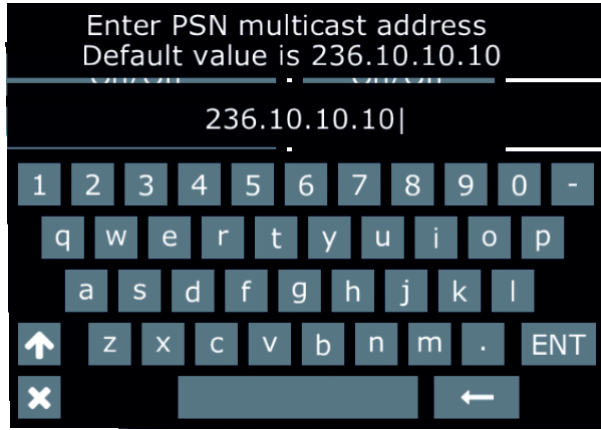 Enter PSN multicast address
Default value is 236.10.10.10
236.10.10.10
1 2 3 4 5 6 7 8 9 0 -
q w e r t y u i o p
a s d f g h j k l
z x c v b n m . ENT